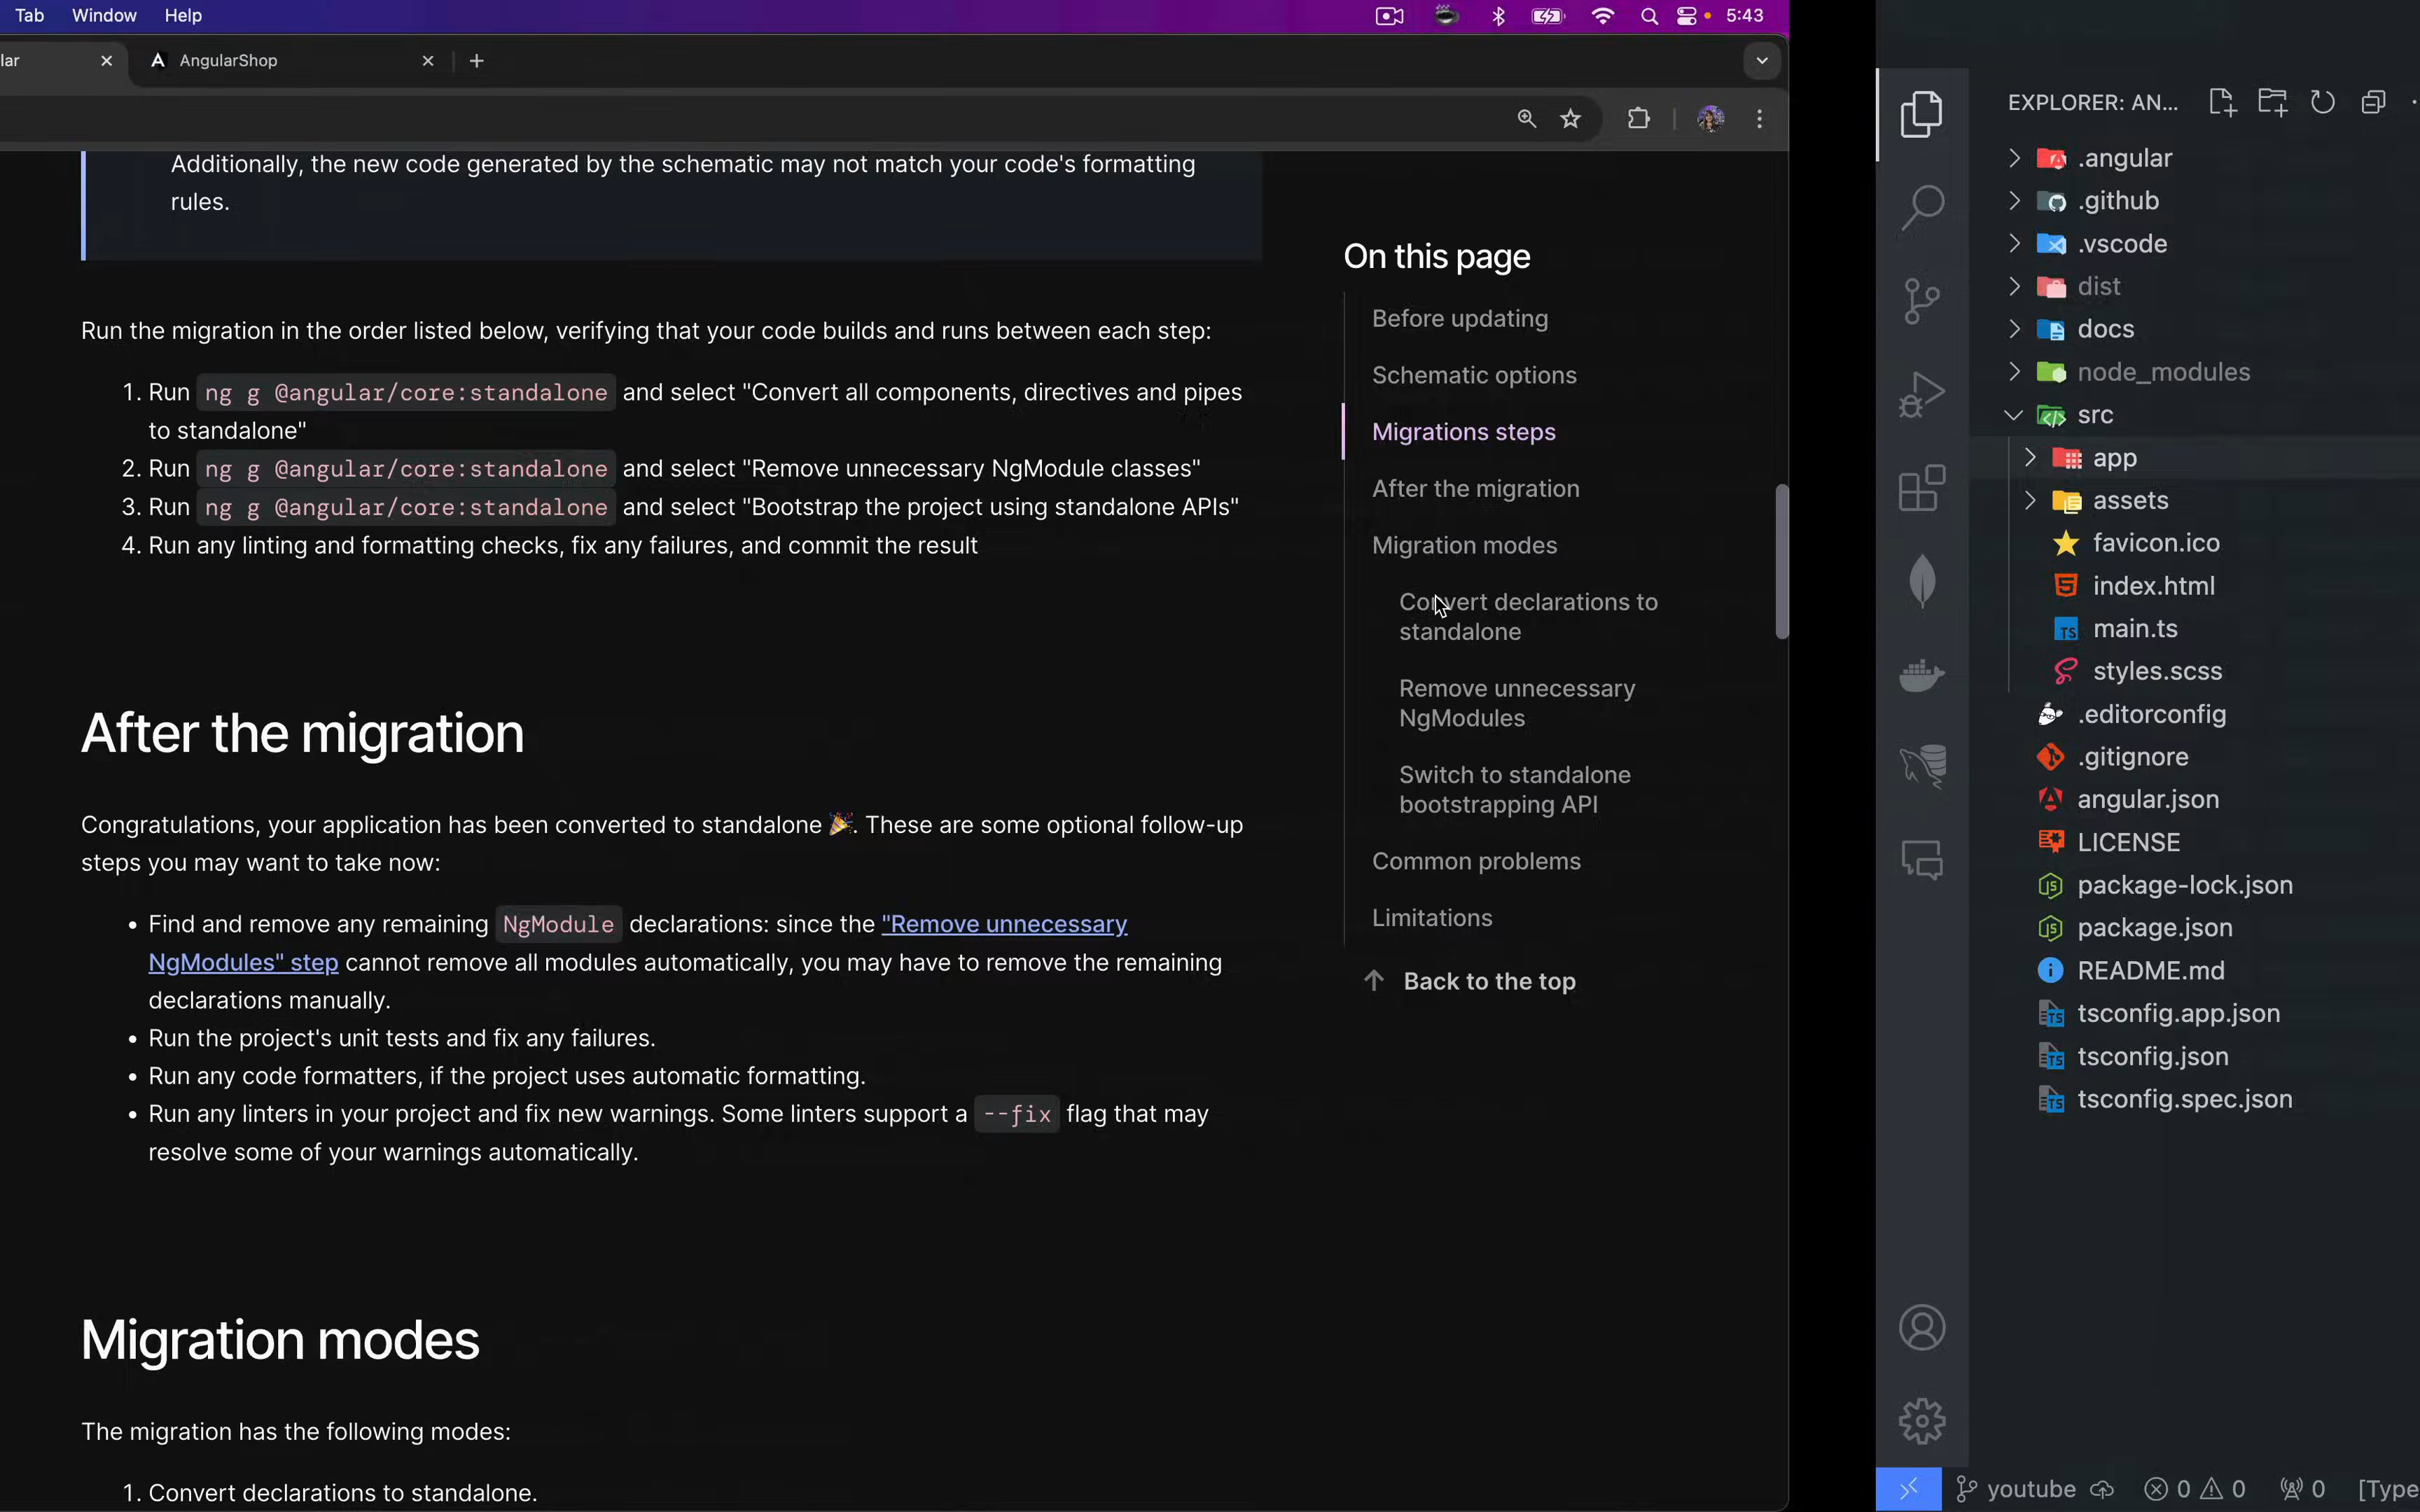 Tab Window Help 5:43
lar AngularShop
Additionally, the new code generated by the schematic may not match your code's formatting
rules.
Run the migration in the order listed below, verifying that your code builds and runs between each step:
1. Run ng g @angular/core:standalone and select "Convert all components, directives and pipes
to standalone"
2. Run ng g @angular/core:standalone and select "Remove unnecessary NgModule classes"
3. Run ng g @angular/core:standalone and select "Bootstrap the project using standalone APIs"
4. Run any linting and formatting checks, fix any failures, and commit the result
After the migration
Congratulations, your application has been converted to standalone 🎉. These are some optional follow-up
steps you may want to take now:
• Find and remove any remaining NgModule declarations: since the "Remove unnecessary
NgModules" step cannot remove all modules automatically, you may have to remove the remaining
declarations manually.
• Run the project's unit tests and fix any failures.
• Run any code formatters, if the project uses automatic formatting.
• Run any linters in your project and fix new warnings. Some linters support a --fix flag that may
resolve some of your warnings automatically.
Migration modes
The migration has the following modes:
1. Convert declarations to standalone.
On this page
Before updating
Schematic options
Migrations steps
After the migration
Migration modes
Convert declarations to
standalone
Remove unnecessary
NgModules
Switch to standalone
bootstrapping API
Common problems
Limitations
Back to the top
EXPLORER: AN...
.angular
.github
.vscode
dist
docs
node_modules
src
app
assets
favicon.ico
index.html
main.ts
styles.scss
.editorconfig
.gitignore
angular.json
LICENSE
package-lock.json
package.json
README.md
tsconfig.app.json
tsconfig.json
tsconfig.spec.json
youtube 0 0 0 [Type